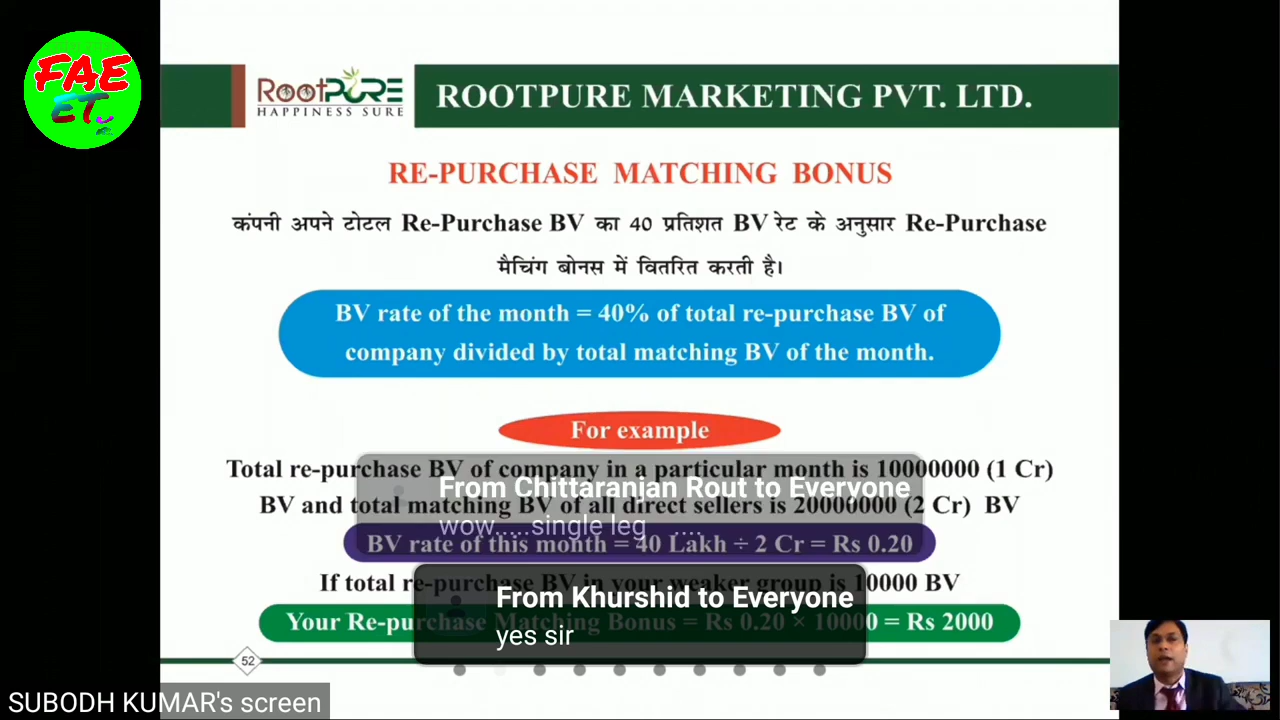 FAE
ET
RootPURE
HAPPINESS SURE
ROOTPURE MARKETING PVT. LTD.
RE-PURCHASE MATCHING BONUS
कंपनी अपने टोटल Re-Purchase BV का 40 प्रतिशत BV रेट के अनुसार Re-Purchase
मैचिंग बोनस में वितरित करती है।
BV rate of the month = 40% of total re-purchase BV of
company divided by total matching BV of the month.
For example
Total re-purchase BV of company in a particular month is 10000000 (1 Cr)
From Chittaranjan Rout to Everyone
BV and total matching BV of all direct sellers is 20000000 (2 Cr) BV
wow.....single leg ....
BV rate of this month = 40 Lakh ÷ 2 Cr = Rs 0.20
If total re-purchase BV in your weaker group is 10000 BV
From Khurshid to Everyone
Your Re-purchase Matching Bonus = Rs 0.20 × 10000 = Rs 2000
yes sir
52
SUBODH KUMAR's screen